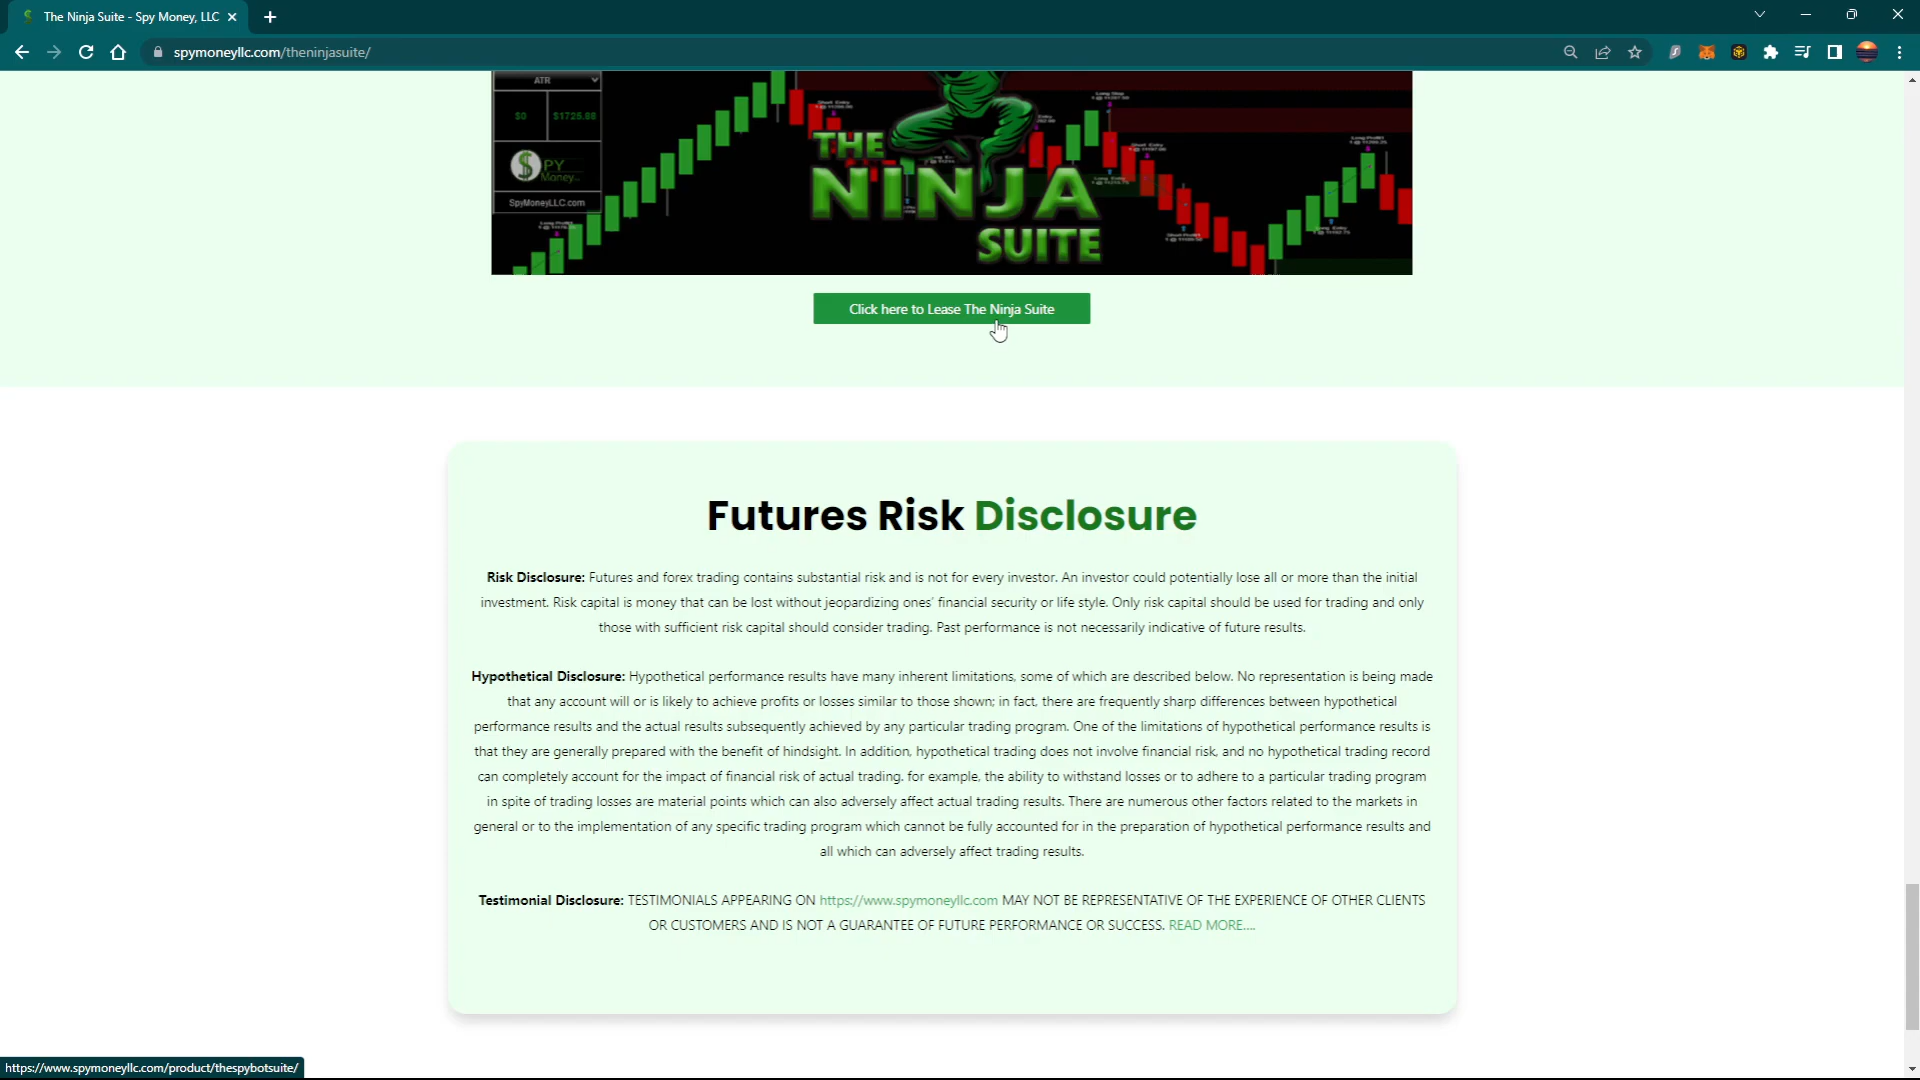 The Ninja Suite - Spy Money, LLC
spymoneyllc.com/theninjasuite/
ATR
$0 $1725.68
SPY
Money
SpyMoneyLLC.com
THE
NINJA
SUITE
Click here to Lease The Ninja Suite
Futures Risk Disclosure
Risk Disclosure: Futures and forex trading contains substantial risk and is not for every investor. An investor could potentially lose all or more than the initial
investment. Risk capital is money that can be lost without jeopardizing ones' financial security or life style. Only risk capital should be used for trading and only
those with sufficient risk capital should consider trading. Past performance is not necessarily indicative of future results.
Hypothetical Disclosure: Hypothetical performance results have many inherent limitations, some of which are described below. No representation is being made
that any account will or is likely to achieve profits or losses similar to those shown; in fact, there are frequently sharp differences between hypothetical
performance results and the actual results subsequently achieved by any particular trading program. One of the limitations of hypothetical performance results is
that they are generally prepared with the benefit of hindsight. In addition, hypothetical trading does not involve financial risk, and no hypothetical trading record
can completely account for the impact of financial risk of actual trading. for example, the ability to withstand losses or to adhere to a particular trading program
in spite of trading losses are material points which can also adversely affect actual trading results. There are numerous other factors related to the markets in
general or to the implementation of any specific trading program which cannot be fully accounted for in the preparation of hypothetical performance results and
all which can adversely affect trading results.
Testimonial Disclosure: TESTIMONIALS APPEARING ON https://www.spymoneyllc.com MAY NOT BE REPRESENTATIVE OF THE EXPERIENCE OF OTHER CLIENTS
OR CUSTOMERS AND IS NOT A GUARANTEE OF FUTURE PERFORMANCE OR SUCCESS. READ MORE....
https://www.spymoneyllc.com/product/thespybotsuite/